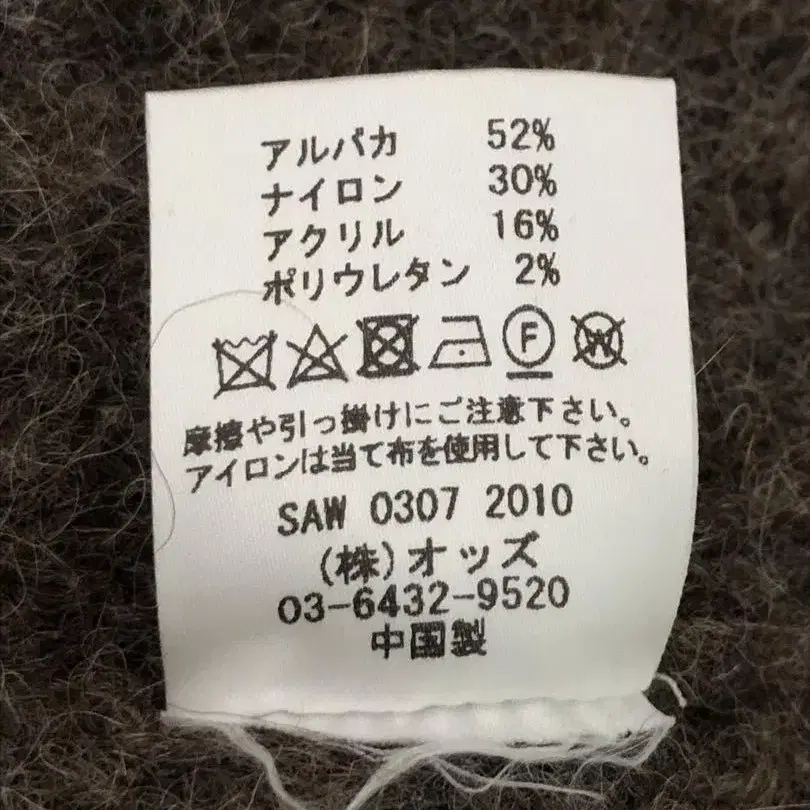 アルパカ 52%
ナイロン 30%
アクリル 16%
ポリウレタン 2%
F W
摩擦や引っ掛けにご注意下さい。
アイロンは当て布を使用して下さい。
SAW 0307 2010
(株)オッズ
03-6432-9520
中国製